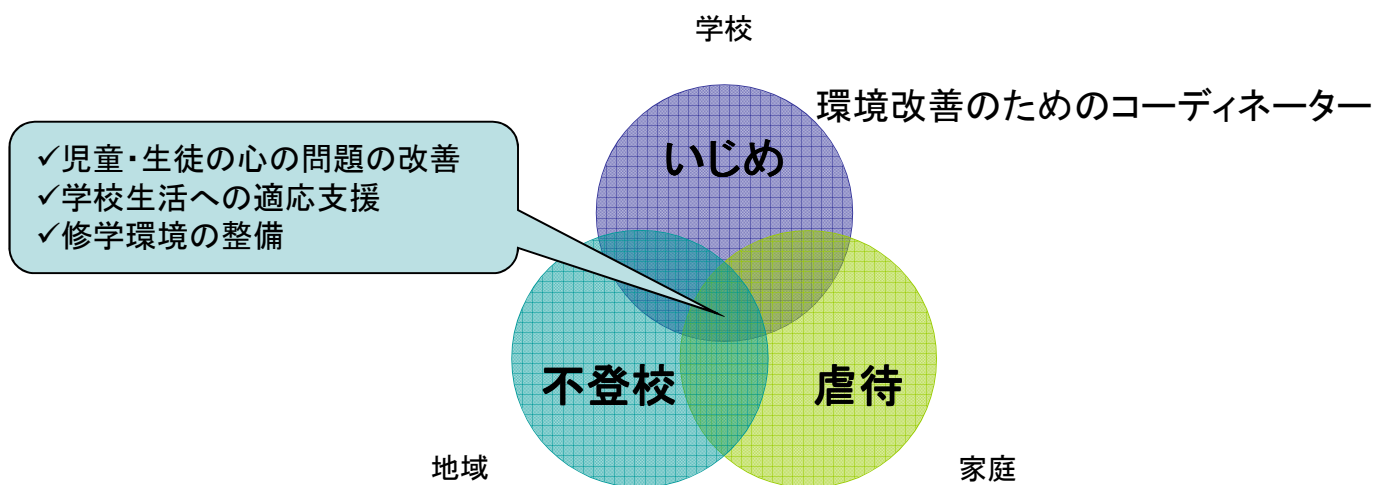 学校
環境改善のためのコーディネーター
いじめ
✓児童・生徒の心の問題の改善
✓学校生活への適応支援
✓修学環境の整備
不登校
虐待
地域
家庭